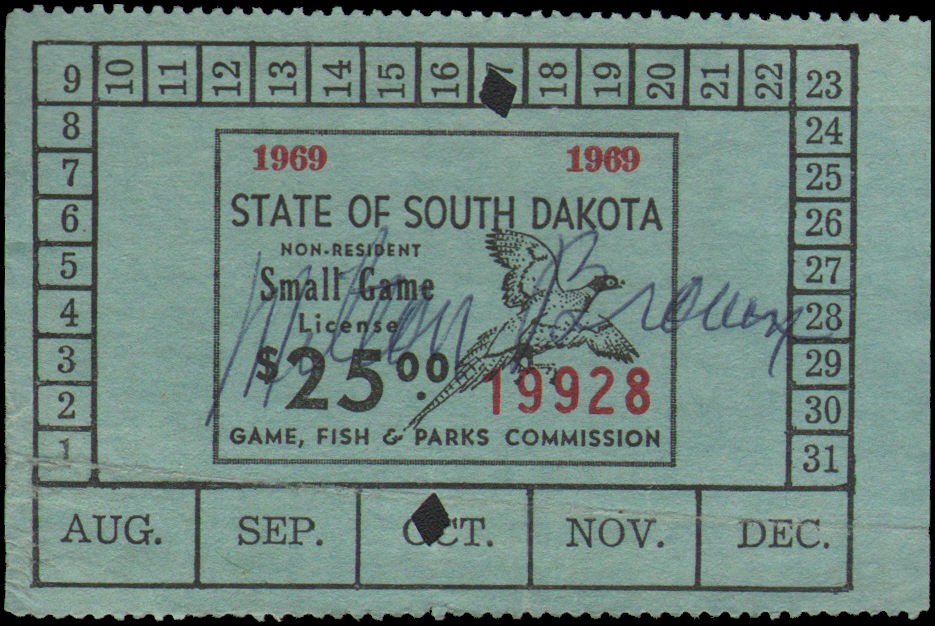 9 10 11 12 13 14 15 16 17 18 19 20 21 22 23
8 24
7 25
6 26
5 27
4 28
3 29
2 30
1 31
1969 1969
STATE OF SOUTH DAKOTA
NON-RESIDENT
Small Game
License
$25.00
19928
GAME, FISH & PARKS COMMISSION
Milton Brown
AUG. SEP. OCT. NOV. DEC.